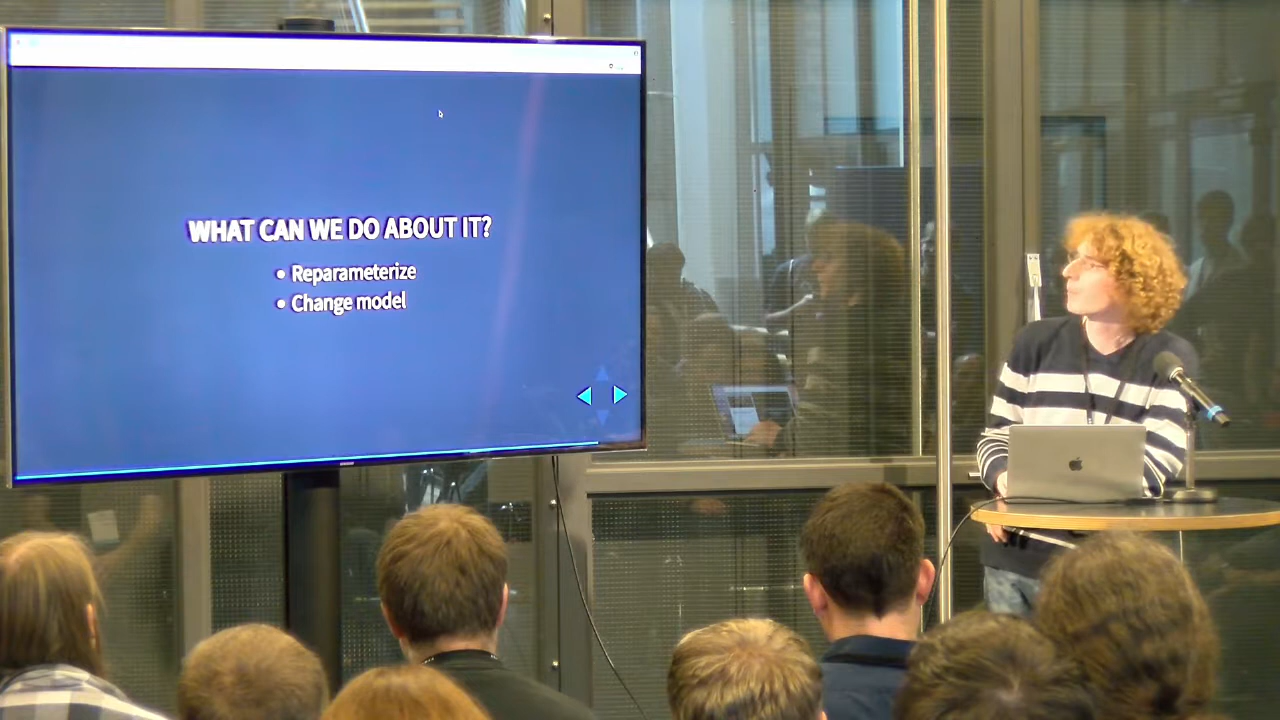 WHAT CAN WE DO ABOUT IT?
• Reparameterize
• Change model